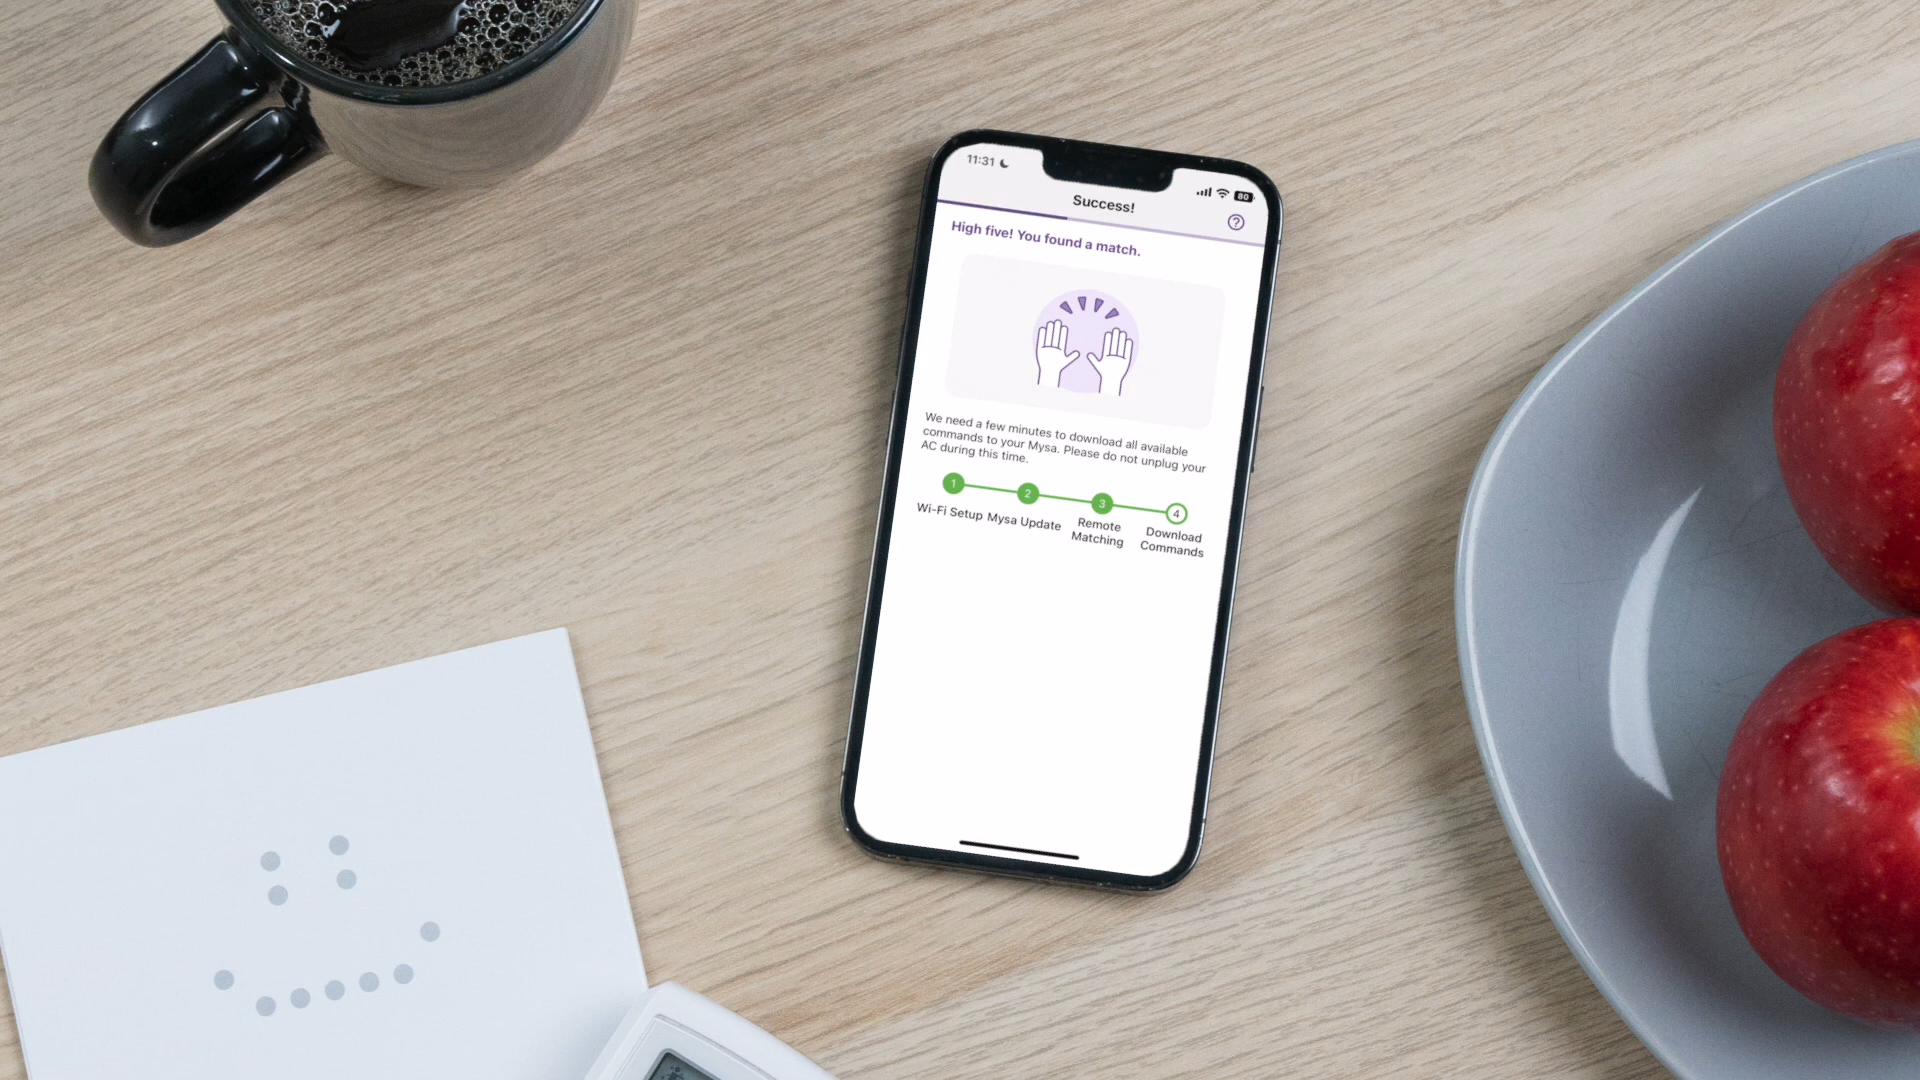 11:31
80
Success!
?
High five! You found a match.
We need a few minutes to download all available
commands to your Mysa. Please do not unplug your
AC during this time.
1 2 3 4
Wi-Fi Setup Mysa Update Remote Matching Download Commands